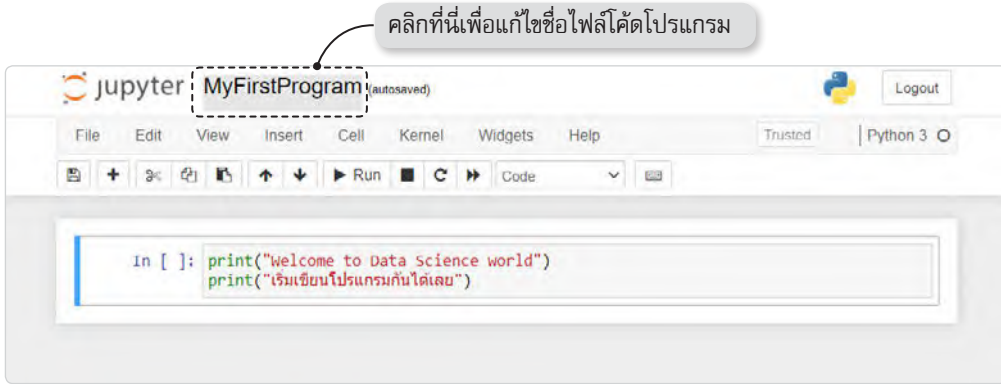 คลิกที่นี่เพื่อแก้ไขชื่อไฟล์โค้ดโปรแกรม
jupyter MyFirstProgram (autosaved) Logout
File Edit View Insert Cell Kernel Widgets Help Trusted Python 3
Run Code
In [ ]: print("Welcome to Data Science world")
print("เริ่มเขียนโปรแกรมกันได้เลย")